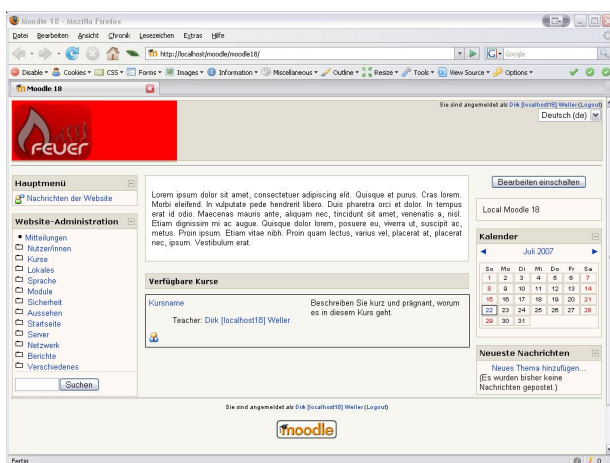 Moodle 18 - Mozilla Firefox
Datei Bearbeiten Ansicht Chronik Lesezeichen Extras Hilfe
http://localhost/moodle/moodle18/
Google
Disable Cookies CSS Forms Images Information Miscellaneous Outline Resize Tools View Source Options
Moodle 18
Sie sind angemeldet als Dirk [localhost18] Weller (Logout)
Deutsch (de)
FEUER
Hauptmenü
Nachrichten der Website
Website-Administration
Mitteilungen
Nutzer/innen
Kurse
Lokales
Sprache
Module
Sicherheit
Aussehen
Startseite
Server
Netzwerk
Berichte
Verschiedenes
Suchen
Lorem ipsum dolor sit amet, consectetuer adipiscing elit. Quisque et purus. Cras lorem.
Morbi eleifend. In vulputate pede hendrerit libero. Duis pharetra orci et dolor. In tempus
erat id odio. Maecenas mauris ante, aliquam nec, tincidunt sit amet, venenatis a, nisl.
Etiam dignissim mi ac augue. Quisque dolor lorem, posuere eu, viverra ut, suscipit ac,
metus. Proin ipsum. Etiam vitae nibh. Proin quam lectus, varius vel, placerat at, placerat
nec, ipsum. Vestibulum erat.
Verfügbare Kurse
Kursname
Teacher: Dirk [localhost18] Weller
Beschreiben Sie kurz und prägnant, worum
es in diesem Kurs geht.
Bearbeiten einschalten
Local Moodle 18
Kalender
Juli 2007
So Mo Di Mi Do Fr Sa
1 2 3 4 5 6 7
8 9 10 11 12 13 14
15 16 17 18 19 20 21
22 23 24 25 26 27 28
29 30 31
Neueste Nachrichten
Neues Thema hinzufügen...
(Es wurden bisher keine
Nachrichten gepostet.)
Sie sind angemeldet als Dirk [localhost18] Weller (Logout)
moodle
Fertig
0